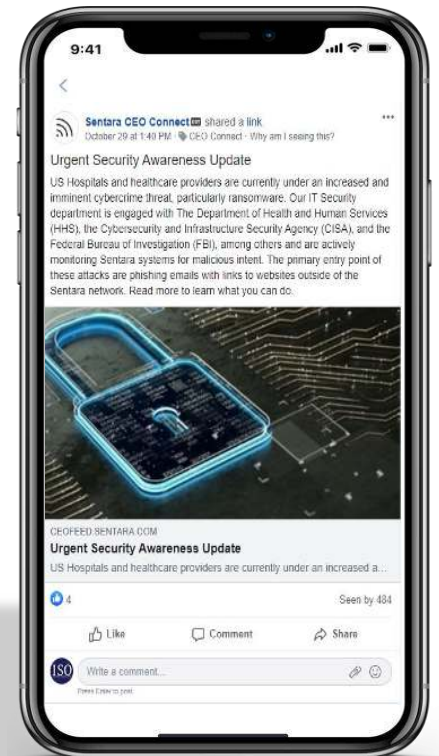 9:41
Sentara CEO Connect shared a link
October 29 at 1:40 PM · CEO Connect · Why am I seeing this?
Urgent Security Awareness Update
US Hospitals and healthcare providers are currently under an increased and
imminent cybercrime threat, particularly ransomware. Our IT Security
department is engaged with The Department of Health and Human Services
(HHS), the Cybersecurity and Infrastructure Security Agency (CISA), and the
Federal Bureau of Investigation (FBI), among others and are actively
monitoring Sentara systems for malicious intent. The primary entry point of
these attacks are phishing emails with links to websites outside of the
Sentara network. Read more to learn what you can do.
CEOFEED.SENTARA.COM
Urgent Security Awareness Update
US Hospitals and healthcare providers are currently under an increased a...
4 Seen by 484
Like Comment Share
ISO Write a comment...
Press Enter to post.